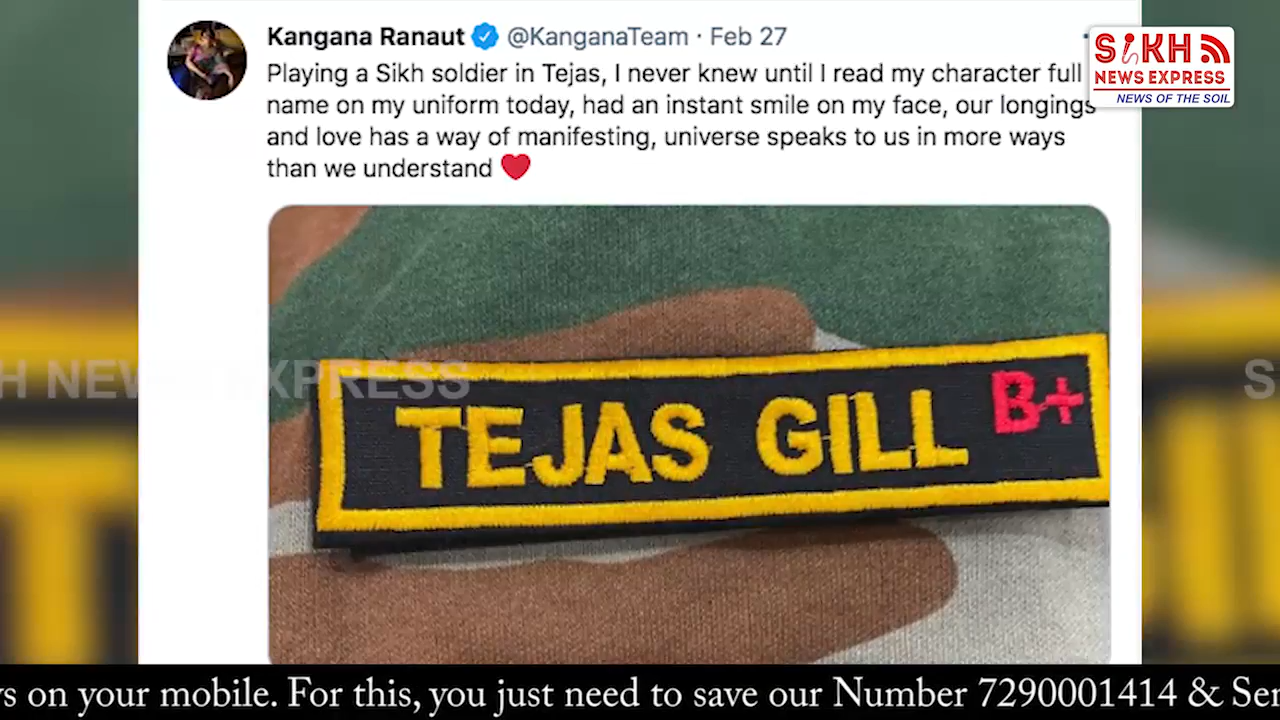 Kangana Ranaut @KanganaTeam · Feb 27
Playing a Sikh soldier in Tejas, I never knew until I read my character full
name on my uniform today, had an instant smile on my face, our longings
and love has a way of manifesting, universe speaks to us in more ways
than we understand ❤️
SiKH
NEWS EXPRESS
NEWS OF THE SOIL
TEJAS GILL B+
H NEWS EXPRESS
S
s on your mobile. For this, you just need to save our Number 7290001414 & Ser